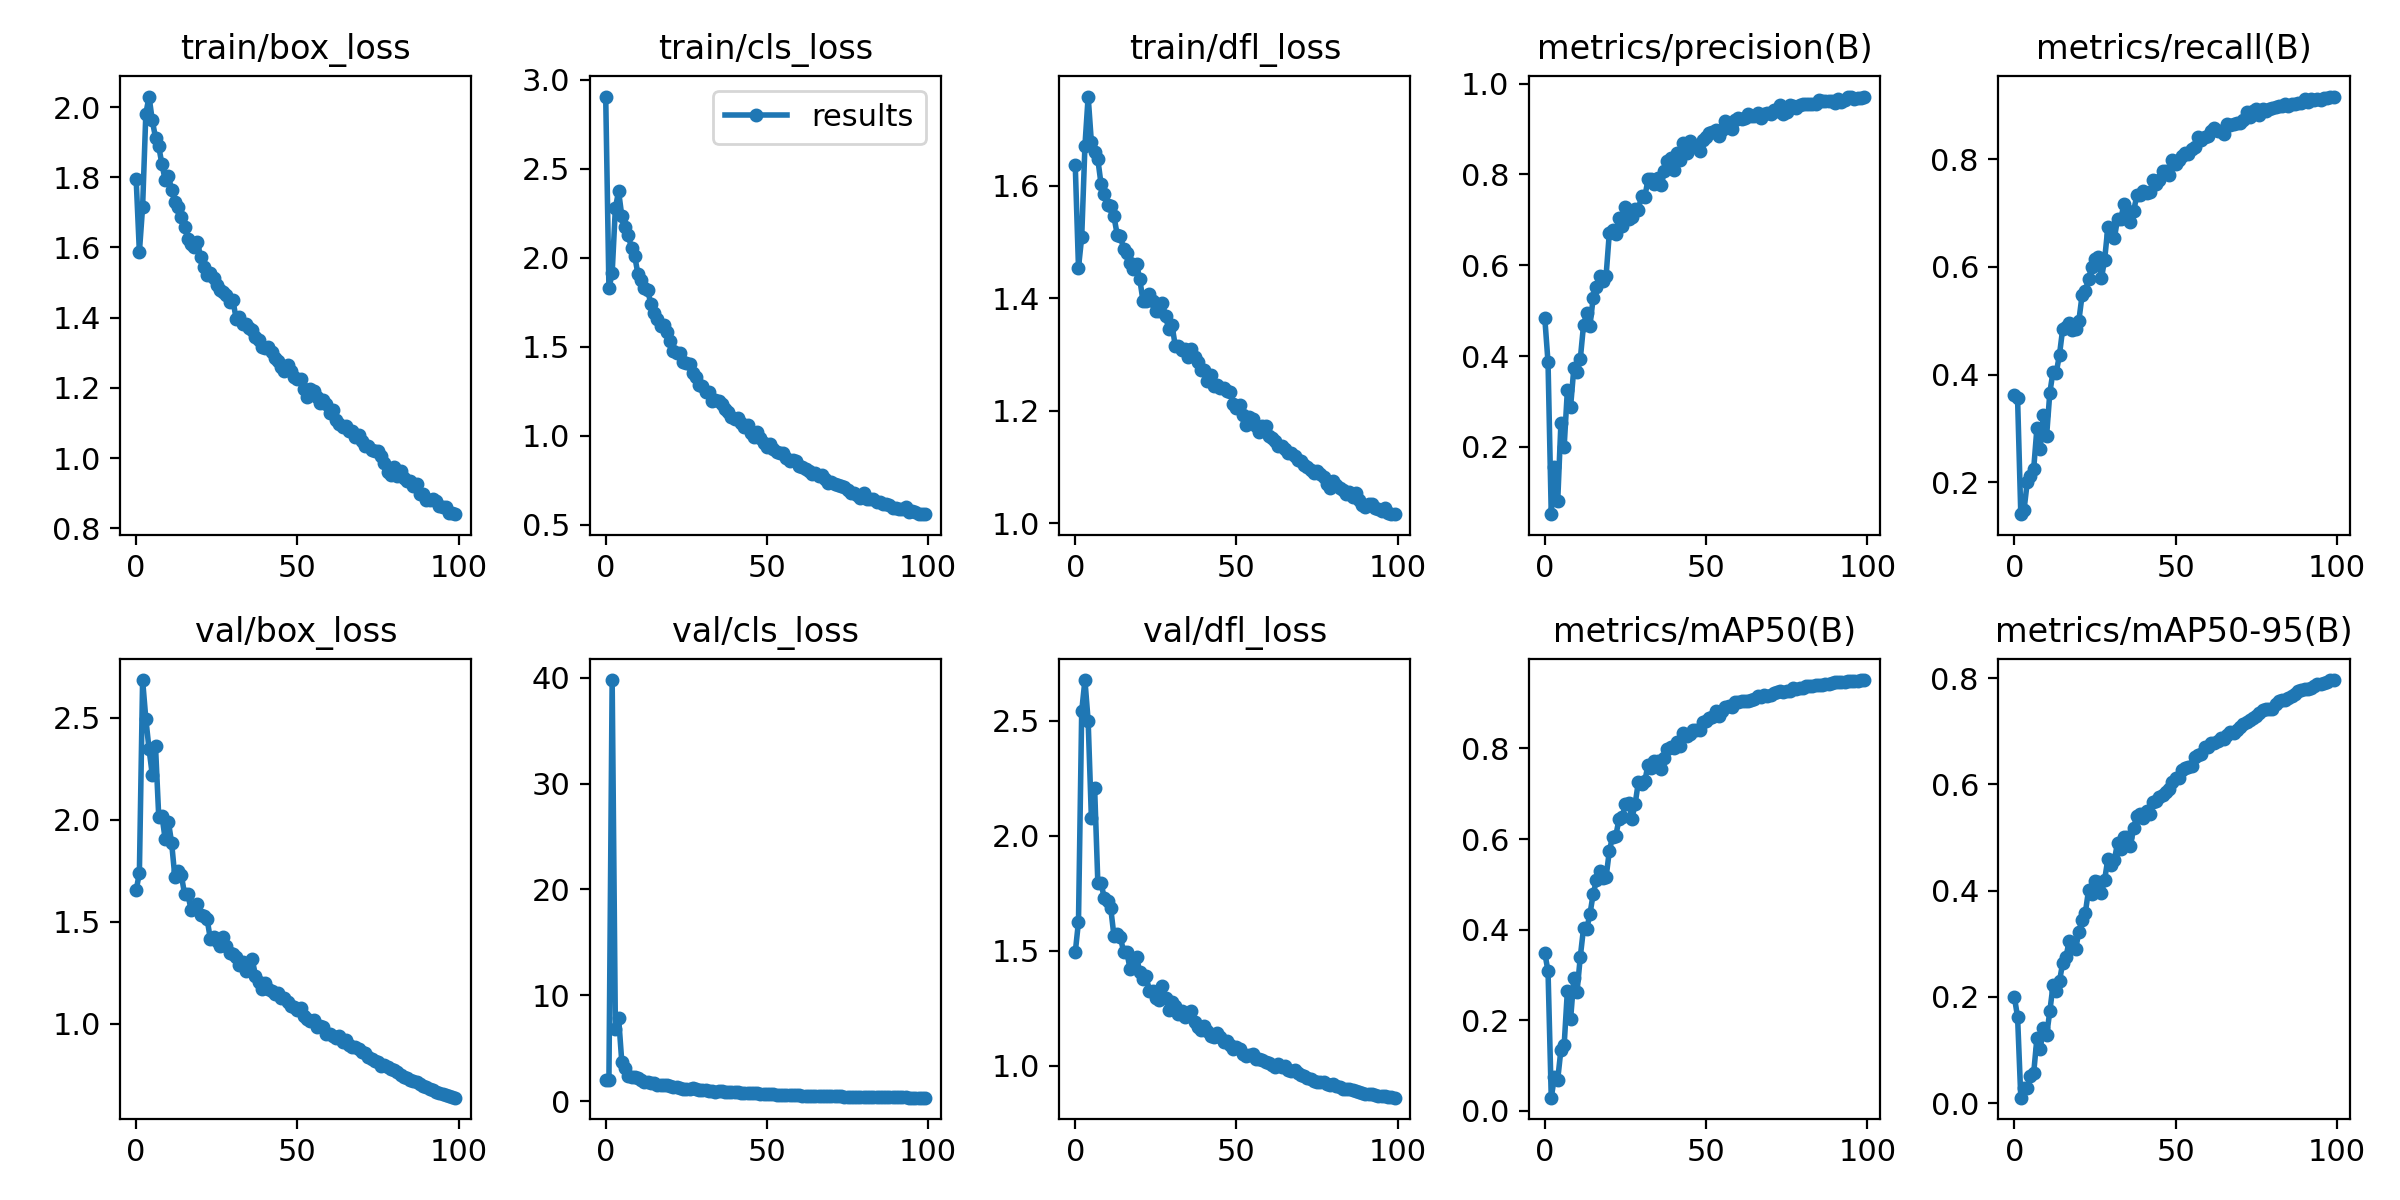 train/box_loss
2.0
1.8
1.6
1.4
1.2
1.0
0.8
0 50 100
train/cls_loss
results
3.0
2.5
2.0
1.5
1.0
0.5
0 50 100
train/dfl_loss
1.6
1.4
1.2
1.0
0 50 100
metrics/precision(B)
1.0
0.8
0.6
0.4
0.2
0 50 100
metrics/recall(B)
0.8
0.6
0.4
0.2
0 50 100
val/box_loss
2.5
2.0
1.5
1.0
0 50 100
val/cls_loss
40
30
20
10
0
0 50 100
val/dfl_loss
2.5
2.0
1.5
1.0
0 50 100
metrics/mAP50(B)
0.8
0.6
0.4
0.2
0.0
0 50 100
metrics/mAP50-95(B)
0.8
0.6
0.4
0.2
0.0
0 50 100